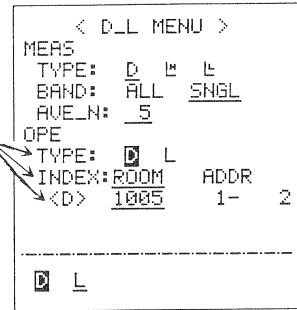 < D_L MENU >
MEAS
TYPE: D L" L
BAND: ALL SNGL
AVE_N: 5
OPE
TYPE: D L
INDEX: ROOM ADDR
<D> 1005 1- 2
D L